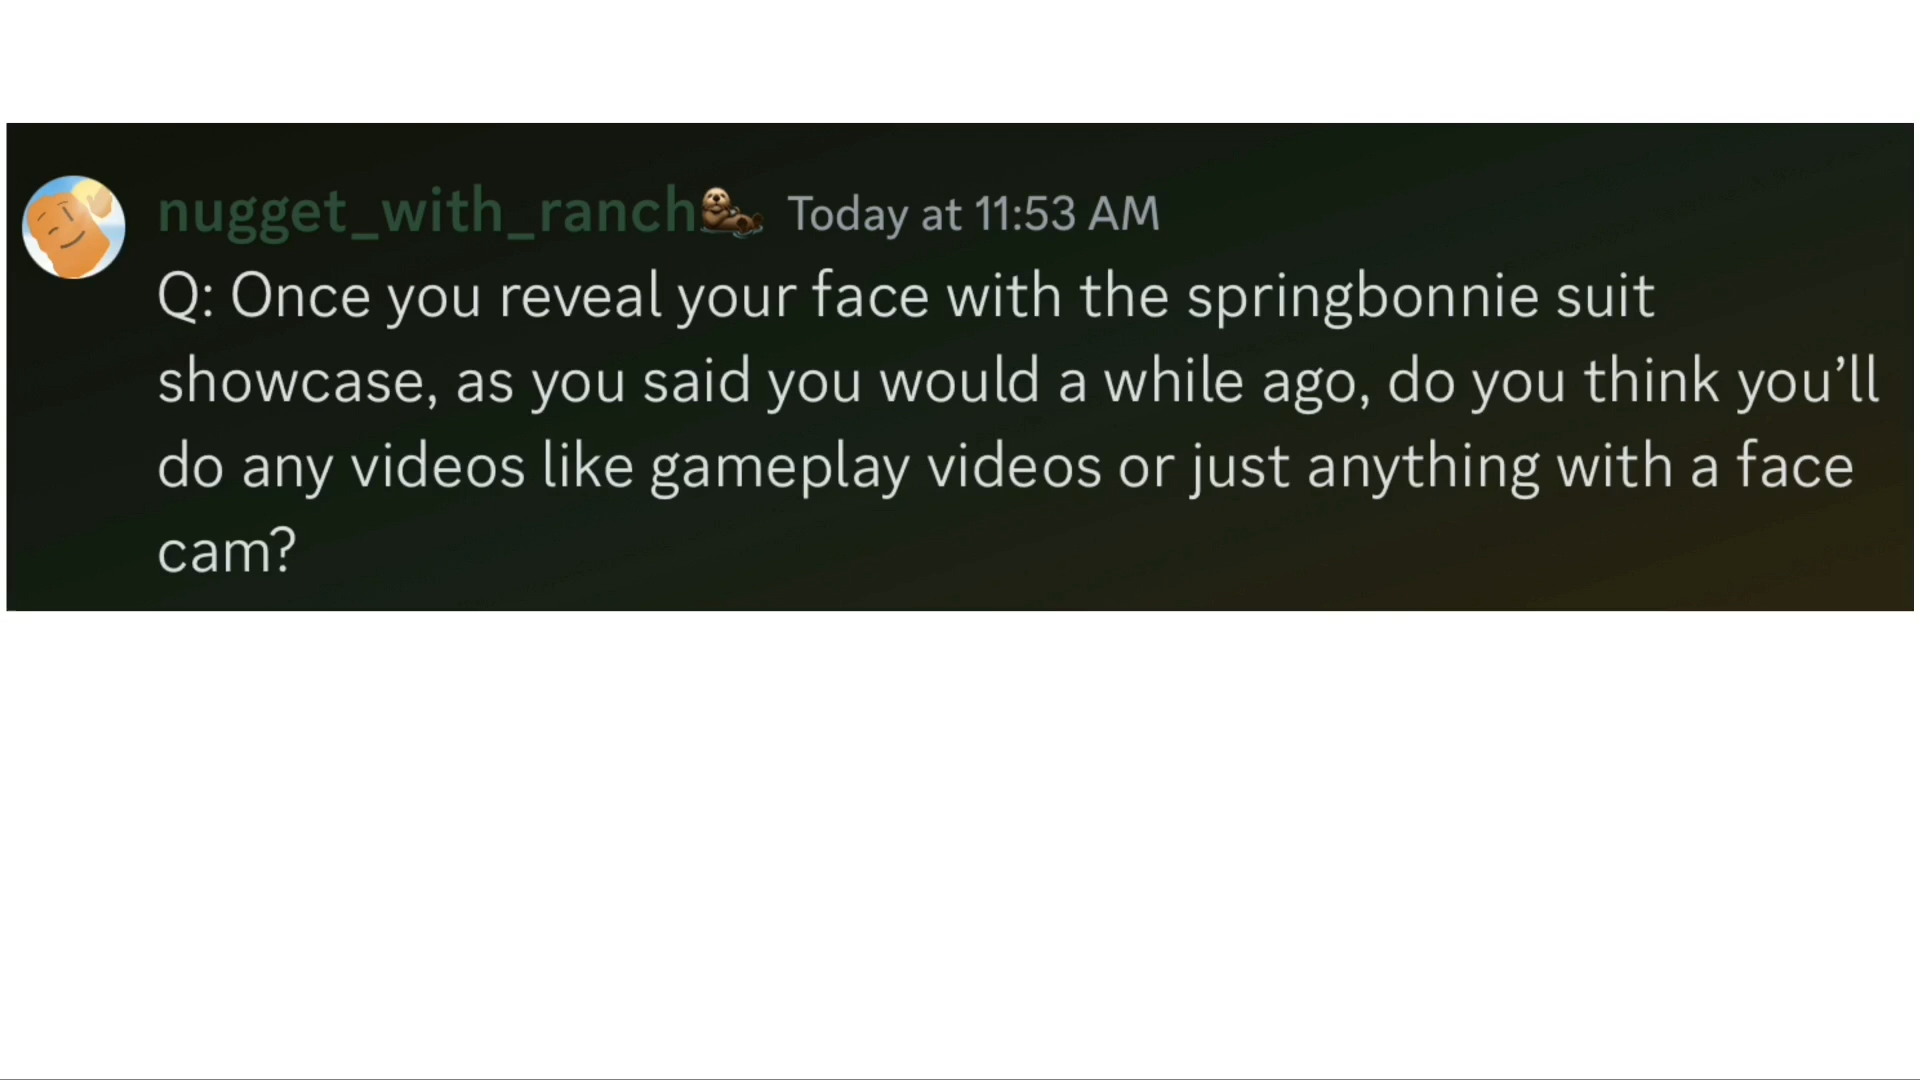 nugget_with_ranch🦦 Today at 11:53 AM
Q: Once you reveal your face with the springbonnie suit
showcase, as you said you would a while ago, do you think you’ll
do any videos like gameplay videos or just anything with a face
cam?